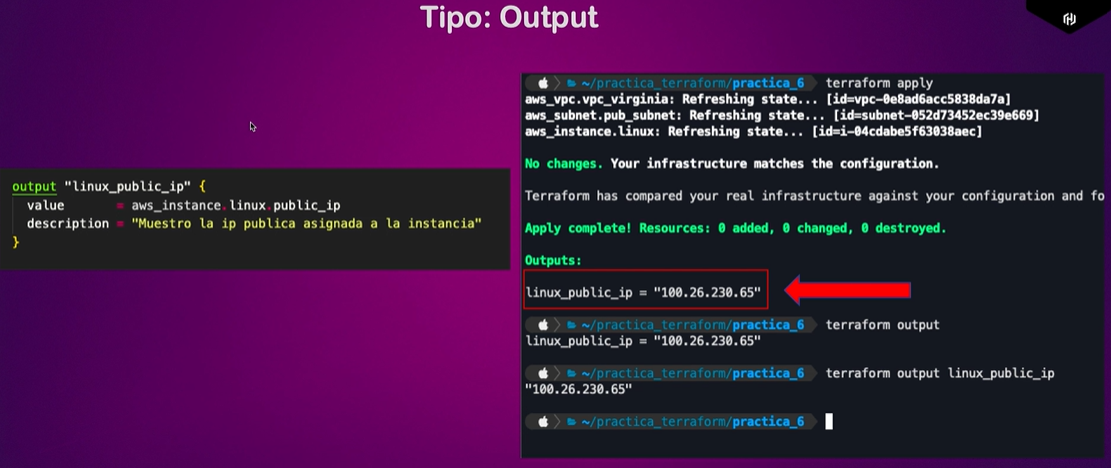 Tipo: Output
output "linux_public_ip" {
value = aws_instance.linux.public_ip
description = "Muestro la ip publica asignada a la instancia"
}
~/practica_terraform/practica_6 terraform apply
aws_vpc.vpc_virginia: Refreshing state... [id=vpc-0e8ad6acc5838da7a]
aws_subnet.pub_subnet: Refreshing state... [id=subnet-052d73452ec39e669]
aws_instance.linux: Refreshing state... [id=i-04cdabe5f63038aec]
No changes. Your infrastructure matches the configuration.
Terraform has compared your real infrastructure against your configuration and fo
Apply complete! Resources: 0 added, 0 changed, 0 destroyed.
Outputs:
linux_public_ip = "100.26.230.65"
~/practica_terraform/practica_6 terraform output
linux_public_ip = "100.26.230.65"
~/practica_terraform/practica_6 terraform output linux_public_ip
"100.26.230.65"
~/practica_terraform/practica_6